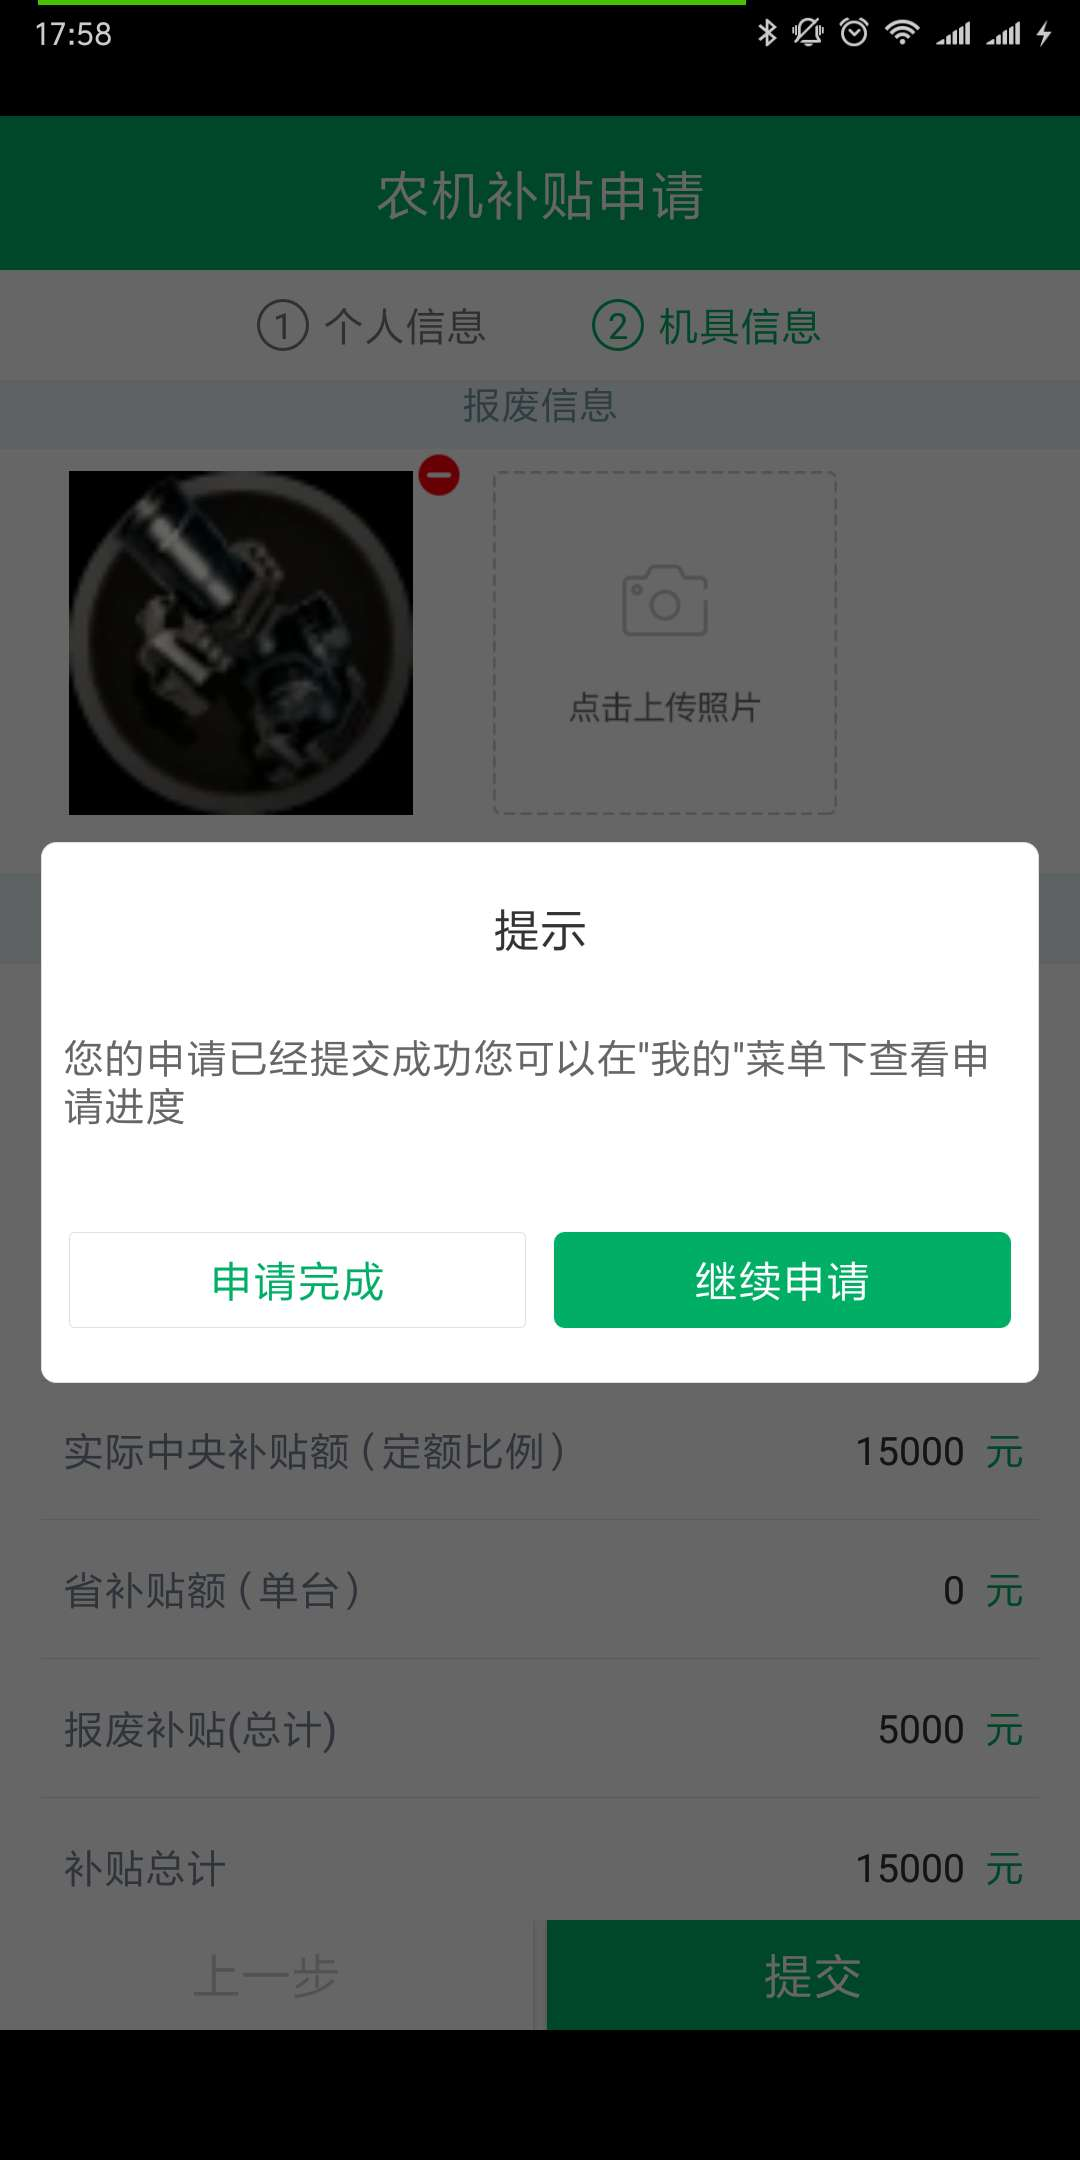 17:58
农机补贴申请
1 个人信息
2 机具信息
报废信息
点击上传照片
提示
您的申请已经提交成功您可以在"我的"菜单下查看申
请进度
申请完成
继续申请
实际中央补贴额（定额比例） 15000 元
省补贴额（单台） 0 元
报废补贴(总计) 5000 元
补贴总计 15000 元
上一步
提交